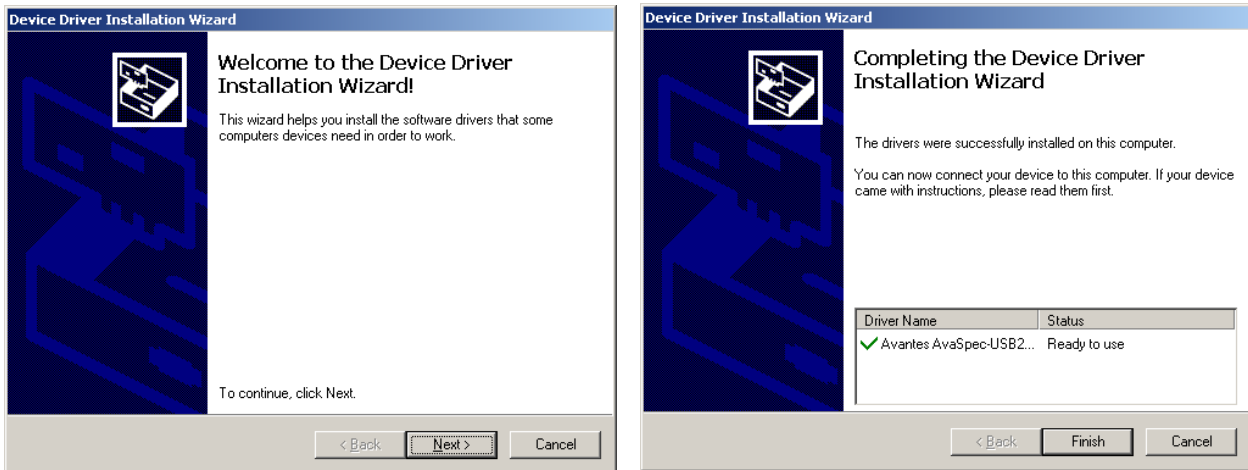 Device Driver Installation Wizard
Welcome to the Device Driver
Installation Wizard!
This wizard helps you install the software drivers that some
computers devices need in order to work.
To continue, click Next.
< Back
Next >
Cancel
Device Driver Installation Wizard
Completing the Device Driver
Installation Wizard
The drivers were successfully installed on this computer.
You can now connect your device to this computer. If your device
came with instructions, please read them first.
Driver Name Status
Avantes AvaSpec-USB2... Ready to use
< Back
Finish
Cancel